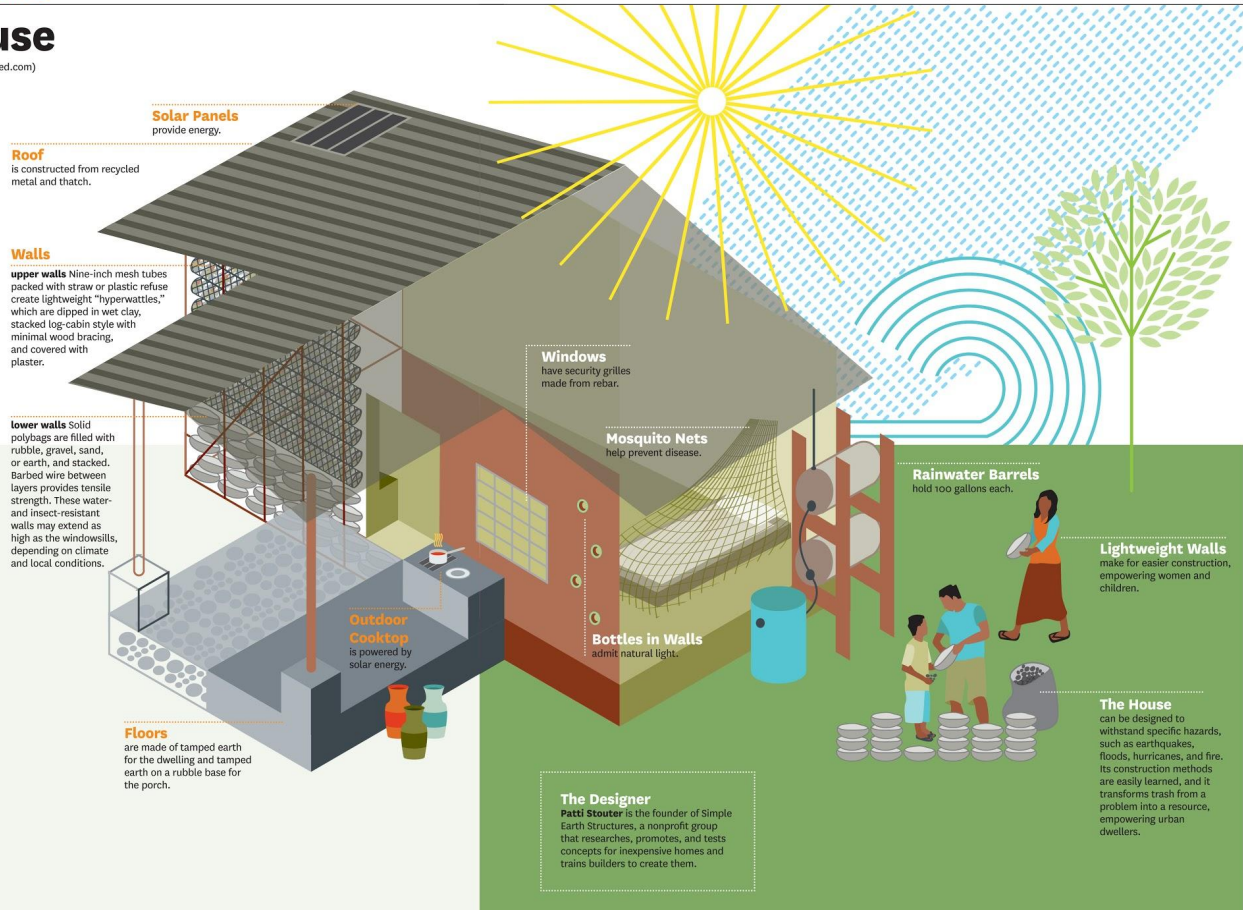 use
ed.com)
Solar Panels
provide energy.
Roof
is constructed from recycled
metal and thatch.
Walls
upper walls Nine-inch mesh tubes
packed with straw or plastic refuse
create lightweight “hyperwattles,”
which are dipped in wet clay,
stacked log-cabin style with
minimal wood bracing,
and covered with
plaster.
lower walls Solid
polybags are filled with
rubble, gravel, sand,
or earth, and stacked.
Barbed wire between
layers provides tensile
strength. These water-
and insect-resistant
walls may extend as
high as the windowsills,
depending on climate
and local conditions.
Floors
are made of tamped earth
for the dwelling and tamped
earth on a rubble base for
the porch.
Outdoor
Cooktop
is powered by
solar energy.
Windows
have security grilles
made from rebar.
Mosquito Nets
help prevent disease.
Bottles in Walls
admit natural light.
Rainwater Barrels
hold 100 gallons each.
Lightweight Walls
make for easier construction,
empowering women and
children.
The House
can be designed to
withstand specific hazards,
such as earthquakes,
floods, hurricanes, and fire.
Its construction methods
are easily learned, and it
transforms trash from a
problem into a resource,
empowering urban
dwellers.
The Designer
Patti Stouter is the founder of Simple
Earth Structures, a nonprofit group
that researches, promotes, and tests
concepts for inexpensive homes and
trains builders to create them.